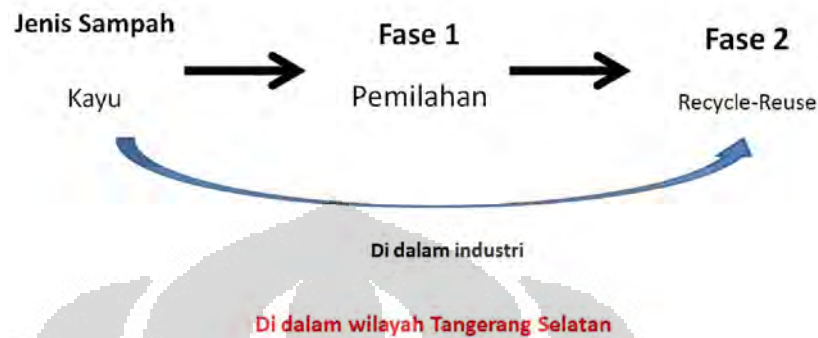 Jenis Sampah
Fase 1
Fase 2
Kayu
Pemilahan
Recycle-Reuse
Di dalam industri
Di dalam wilayah Tangerang Selatan